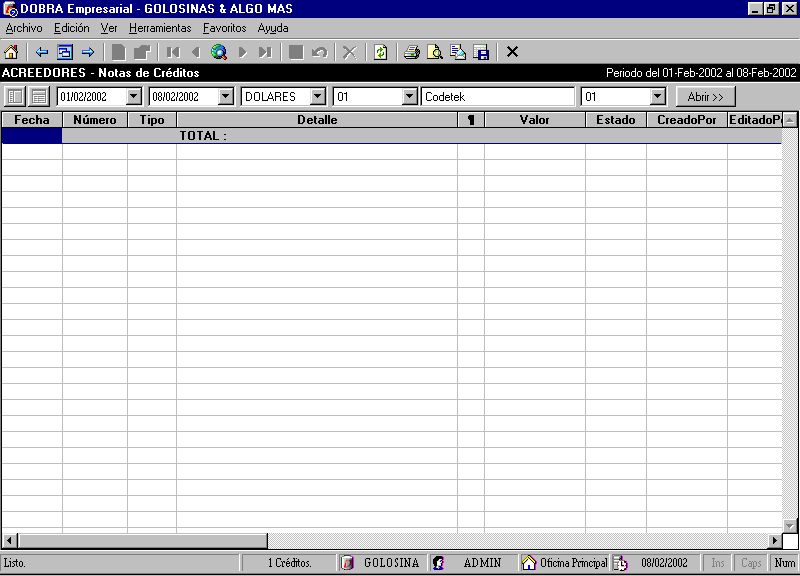 DOBRA Empresarial - GOLOSINAS & ALGO MAS
Archivo Edición Ver Herramientas Favoritos Ayuda
ACREEDORES - Notas de Créditos Periodo del 01-Feb-2002 al 08-Feb-2002
01/02/2002 08/02/2002 DOLARES 01 Codetek 01 Abrir >>
Fecha Número Tipo Detalle ¶ Valor Estado CreadoPor EditadoPo
TOTAL :
Listo. 1 Créditos. GOLOSINA ADMIN Oficina Principal 08/02/2002 Ins Caps Num